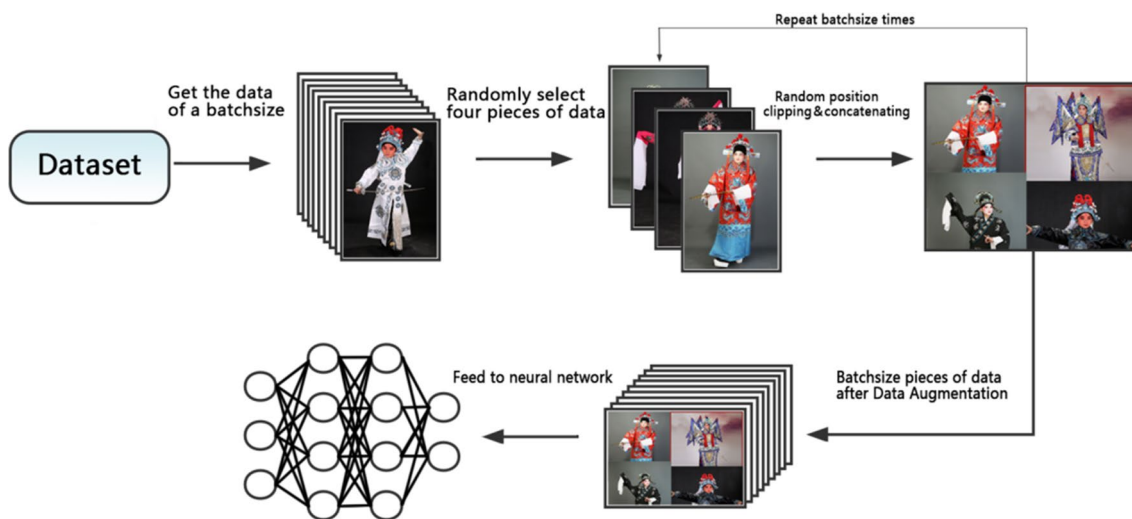 Repeat batchsize times
Get the data
of a batchsize
Randomly select
four pieces of data
Random position
clipping&concatenating
Dataset
Feed to neural network
Batchsize pieces of data
after Data Augmentation